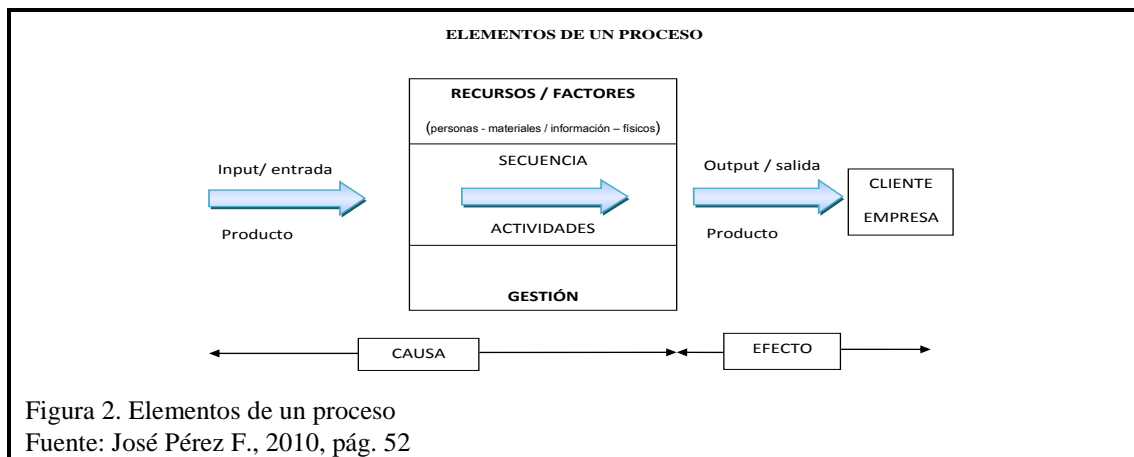 ELEMENTOS DE UN PROCESO
RECURSOS / FACTORES
(personas - materiales / información – físicos)
Input/ entrada
Producto
SECUENCIA
ACTIVIDADES
Output / salida
Producto
CLIENTE
EMPRESA
GESTIÓN
CAUSA
EFECTO
Figura 2. Elementos de un proceso
Fuente: José Pérez F., 2010, pág. 52